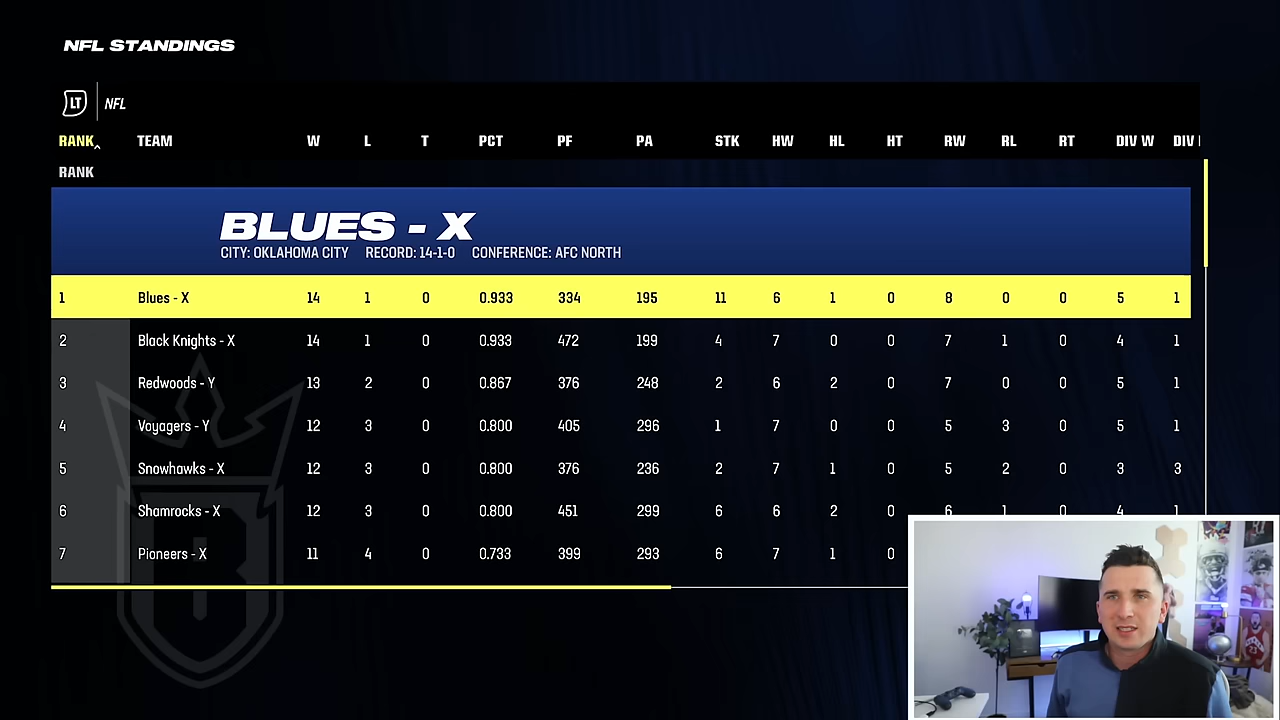 NFL STANDINGS
LT NFL
RANK TEAM W L T PCT PF PA STK HW HL HT RW RL RT DIV W DIV
RANK
BLUES - X
CITY: OKLAHOMA CITY RECORD: 14-1-0 CONFERENCE: AFC NORTH
1 Blues - X 14 1 0 0.933 334 195 11 6 1 0 8 0 0 5 1
2 Black Knights - X 14 1 0 0.933 472 199 4 7 0 0 7 1 0 4 1
3 Redwoods - Y 13 2 0 0.867 376 248 2 6 2 0 7 0 0 5 1
4 Voyagers - Y 12 3 0 0.800 405 296 1 7 0 0 5 3 0 5 1
5 Snowhawks - X 12 3 0 0.800 376 236 2 7 1 0 5 2 0 3 3
6 Shamrocks - X 12 3 0 0.800 451 299 6 6 2 0 6 1 0 4 1
7 Pioneers - X 11 4 0 0.733 399 293 6 7 1 0